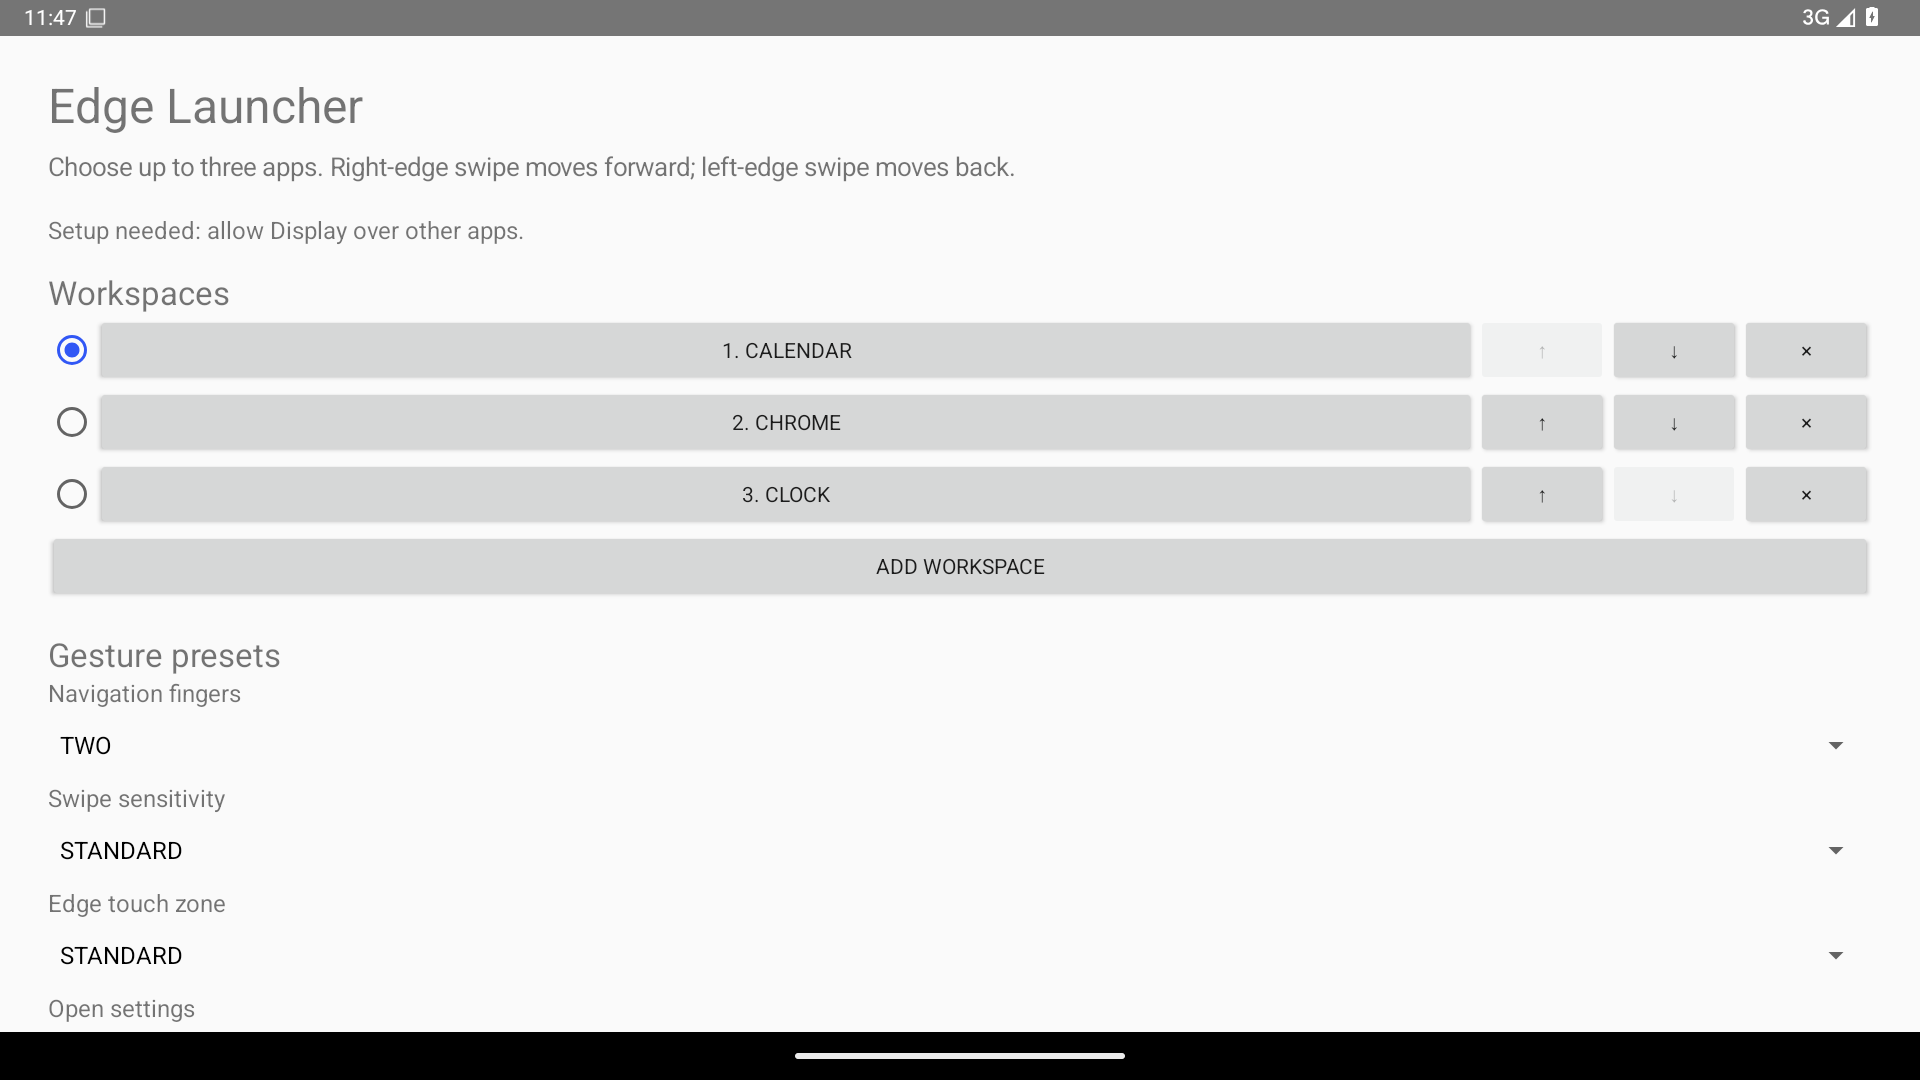 11:47
3G
Edge Launcher
Choose up to three apps. Right-edge swipe moves forward; left-edge swipe moves back.
Setup needed: allow Display over other apps.
Workspaces
1. CALENDAR ↑ ↓ ×
2. CHROME ↑ ↓ ×
3. CLOCK ↑ ↓ ×
ADD WORKSPACE
Gesture presets
Navigation fingers
TWO
Swipe sensitivity
STANDARD
Edge touch zone
STANDARD
Open settings